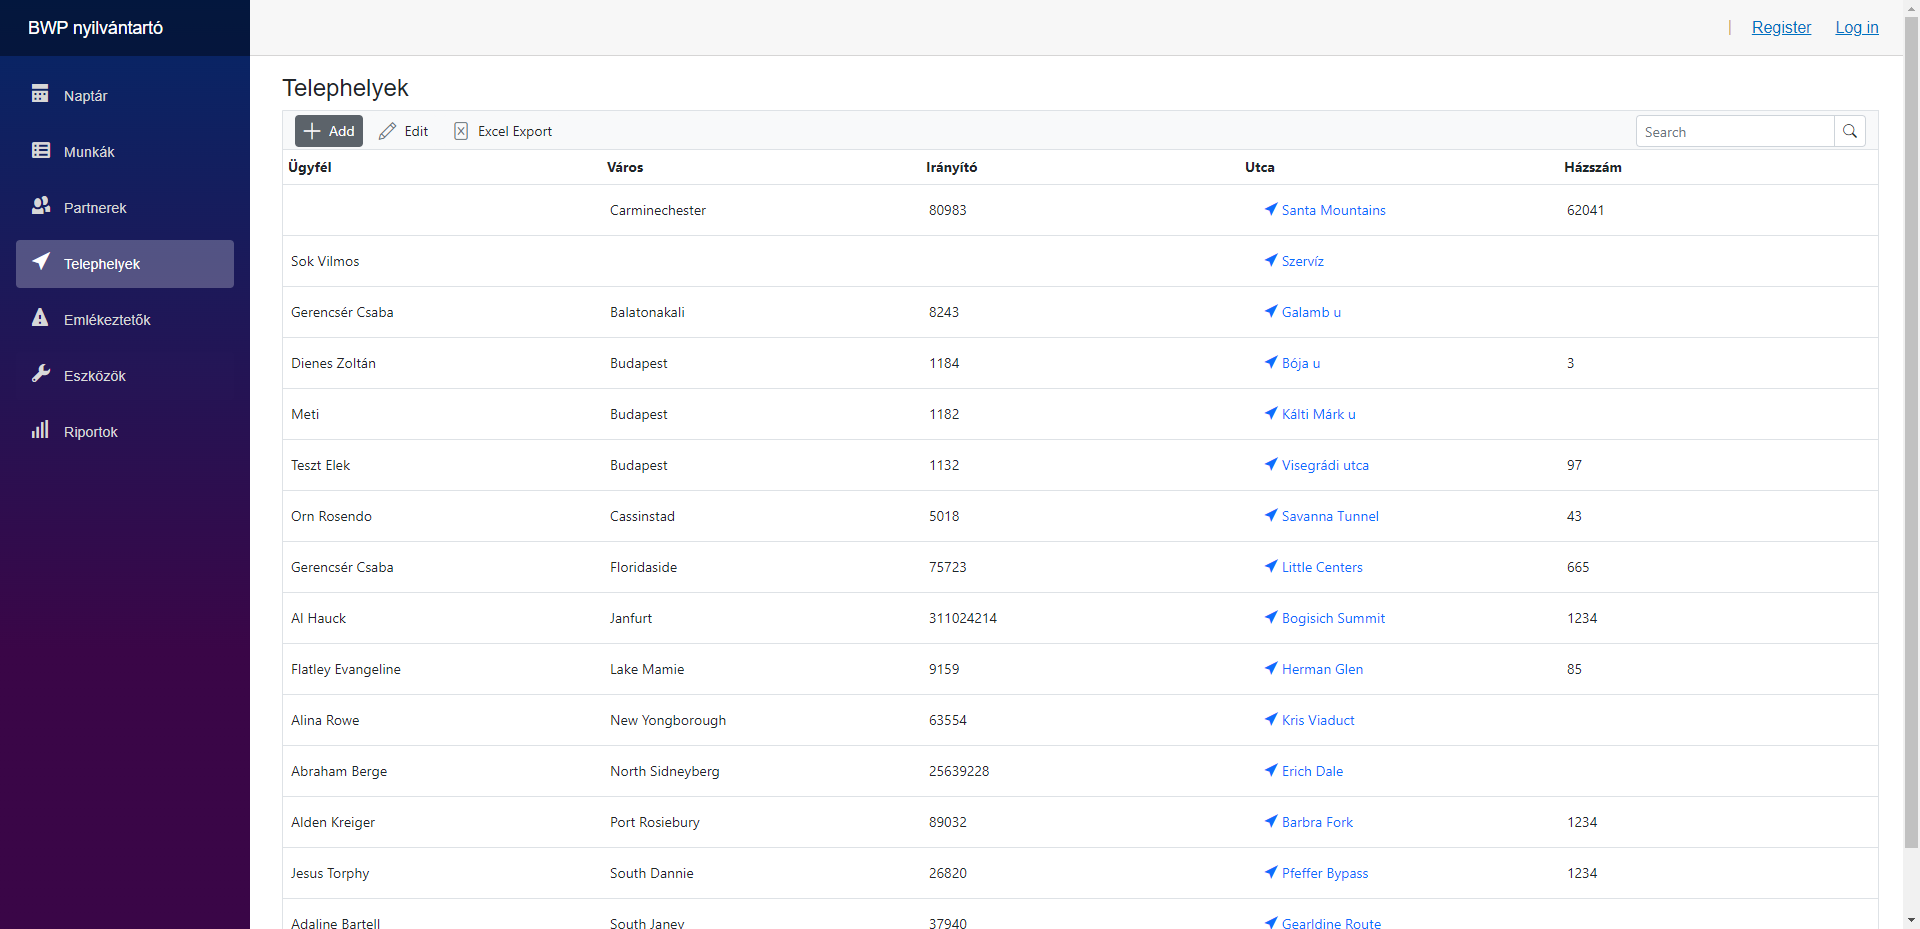 BWP nyilvántartó
| Register Log in
Naptár
Munkák
Partnerek
Telephelyek
Emlékeztetők
Eszközök
Riportok
Telephelyek
Add Edit Excel Export Search
Ügyfél Város Irányító Utca Házszám
Carminechester 80983 Santa Mountains 62041
Sok Vilmos Szervíz
Gerencsér Csaba Balatonakali 8243 Galamb u
Dienes Zoltán Budapest 1184 Bója u 3
Meti Budapest 1182 Kálti Márk u
Teszt Elek Budapest 1132 Visegrádi utca 97
Orn Rosendo Cassinstad 5018 Savanna Tunnel 43
Gerencsér Csaba Floridaside 75723 Little Centers 665
Al Hauck Janfurt 311024214 Bogisich Summit 1234
Flatley Evangeline Lake Mamie 9159 Herman Glen 85
Alina Rowe New Yongborough 63554 Kris Viaduct
Abraham Berge North Sidneyberg 25639228 Erich Dale
Alden Kreiger Port Rosiebury 89032 Barbra Fork 1234
Jesus Torphy South Dannie 26820 Pfeffer Bypass 1234
Adaline Bartell South Janey 37940 Gearldine Route